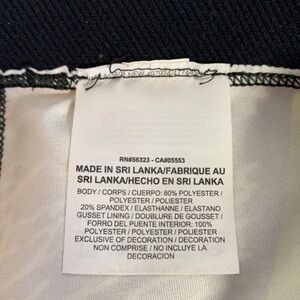 RN#56323 - CA#05553
MADE IN SRI LANKA/FABRIQUE AU
SRI LANKA/HECHO EN SRI LANKA
BODY / CORPS / CUERPO: 80% POLYESTER /
POLYESTER / POLIESTER
20% SPANDEX / ELASTHANNE / ELASTANO
GUSSET LINING / DOUBLURE DE GOUSSET /
FORRO DEL PUENTE INTERIOR: 100%
POLYESTER / POLYESTER / POLIESTER
EXCLUSIVE OF DECORATION / DECORATION
NON COMPRISE / NO INCLUYE LA
DECORACION